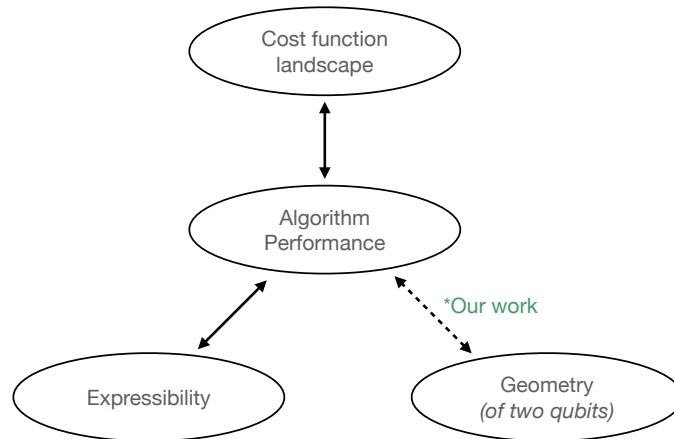 Cost function
landscape
Algorithm
Performance
*Our work
Expressibility
Geometry
(of two qubits)